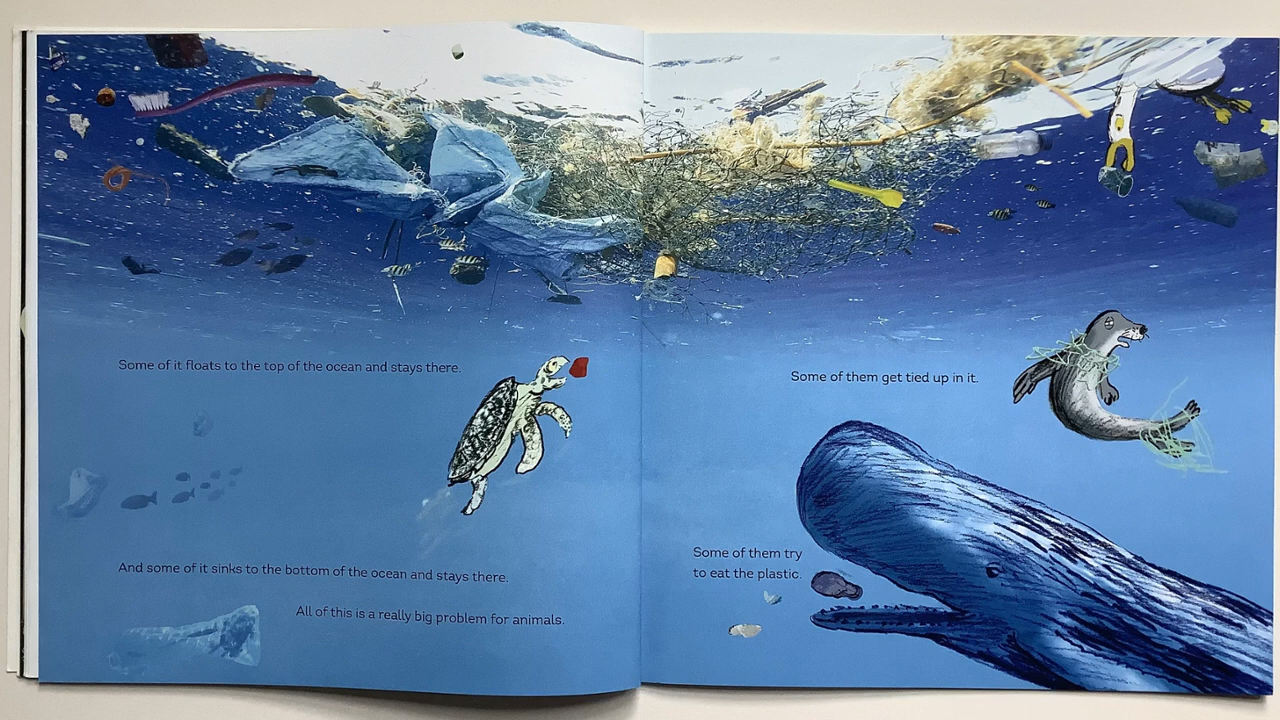 Some of it floats to the top of the ocean and stays there.
And some of it sinks to the bottom of the ocean and stays there.
All of this is a really big problem for animals.
Some of them get tied up in it.
Some of them try
to eat the plastic.